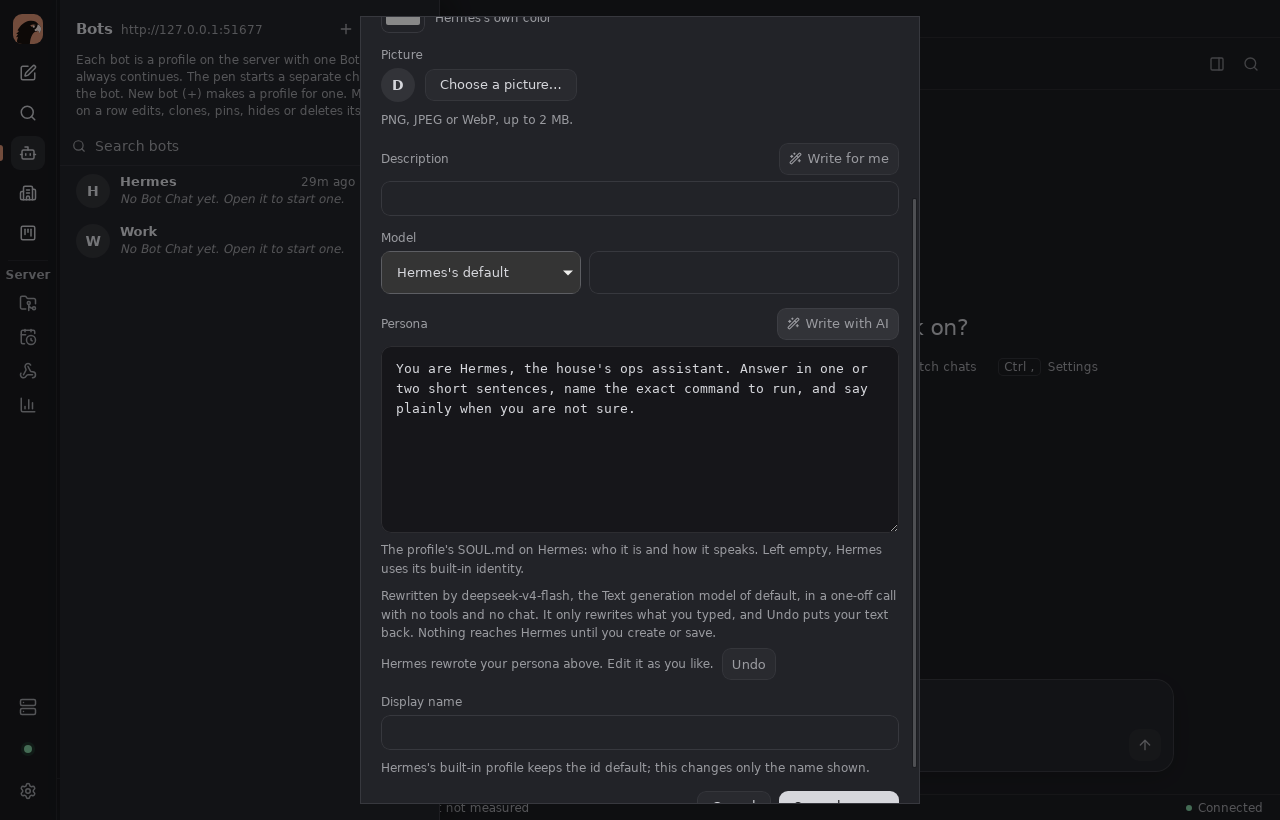 Bots http://127.0.0.1:51677
Each bot is a profile on the server with one Bot
always continues. The pen starts a separate ch
the bot. New bot (+) makes a profile for one. M
on a row edits, clones, pins, hides or deletes its
Search bots
H Hermes 29m ago
No Bot Chat yet. Open it to start one.
W Work
No Bot Chat yet. Open it to start one.
Server
Hermes's own color
Picture
D Choose a picture...
PNG, JPEG or WebP, up to 2 MB.
Description Write for me
Model
Hermes's default
Persona Write with AI
You are Hermes, the house's ops assistant. Answer in one or
two short sentences, name the exact command to run, and say
plainly when you are not sure.
The profile's SOUL.md on Hermes: who it is and how it speaks. Left empty, Hermes
uses its built-in identity.
Rewritten by deepseek-v4-flash, the Text generation model of default, in a one-off call
with no tools and no chat. It only rewrites what you typed, and Undo puts your text
back. Nothing reaches Hermes until you create or save.
Hermes rewrote your persona above. Edit it as you like. Undo
Display name
Hermes's built-in profile keeps the id default; this changes only the name shown.
on?
tch chats Ctrl , Settings
not measured
Connected